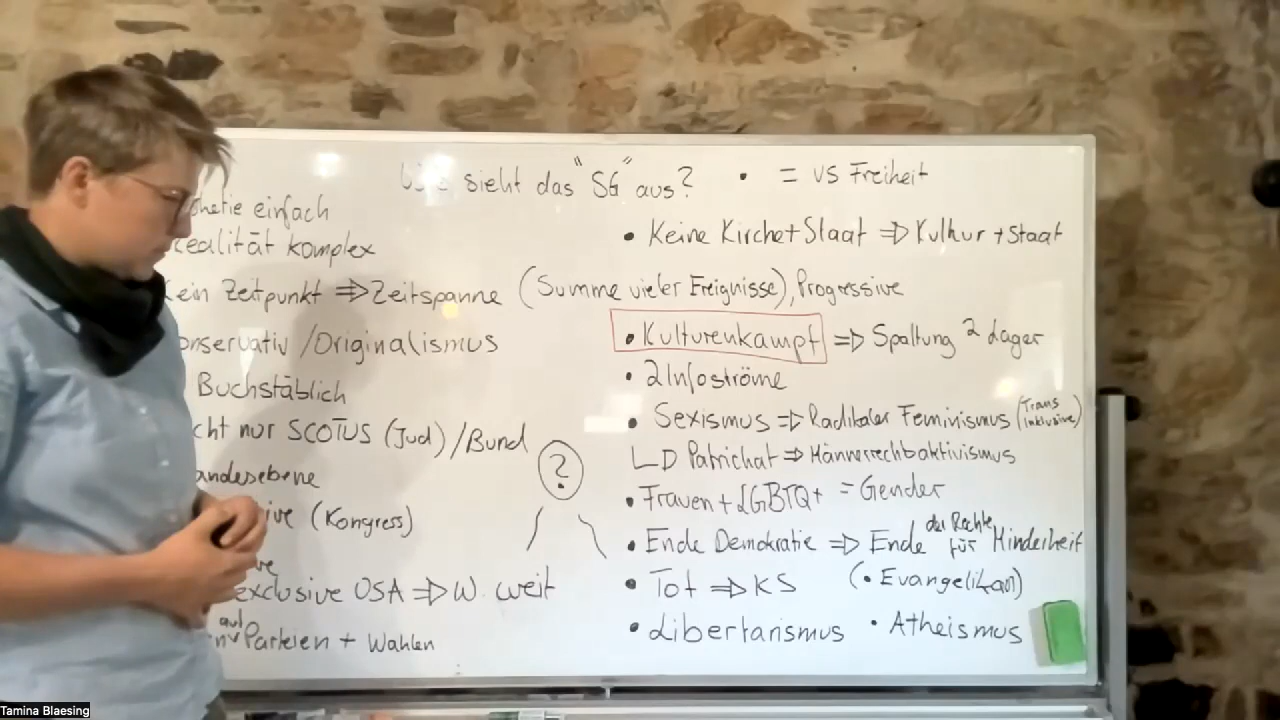 sieht das "SG" aus?
einfach
Realität komplex
Kein Zeitpunkt => Zeitspanne (Summe vieler Ereignisse), Progressive
Konservativ / Originalismus
Buchstäblich
nicht nur SCOTUS (Jud) / Bund
Landesebene
(Kongress)
exclusive USA => W. weit
auf
Parteien + Wahlen
?
• = vs Freiheit
• Keine Kirche + Staat => Kultur + Staat
• Kulturenkampf => Spaltung 2 Lager
• 2 Infoströme
• Sexismus => Radikaler Feminismus (Trans inklusive)
Patrichat => Männerrechtsaktivismus
• Frauen + LGBTQ+ = Gender
• Ende Demokratie => Ende der Rechte für Minderheit
• Tot => KS (• Evangelikan)
• Libertarismus • Atheismus
Tamina Blaesing